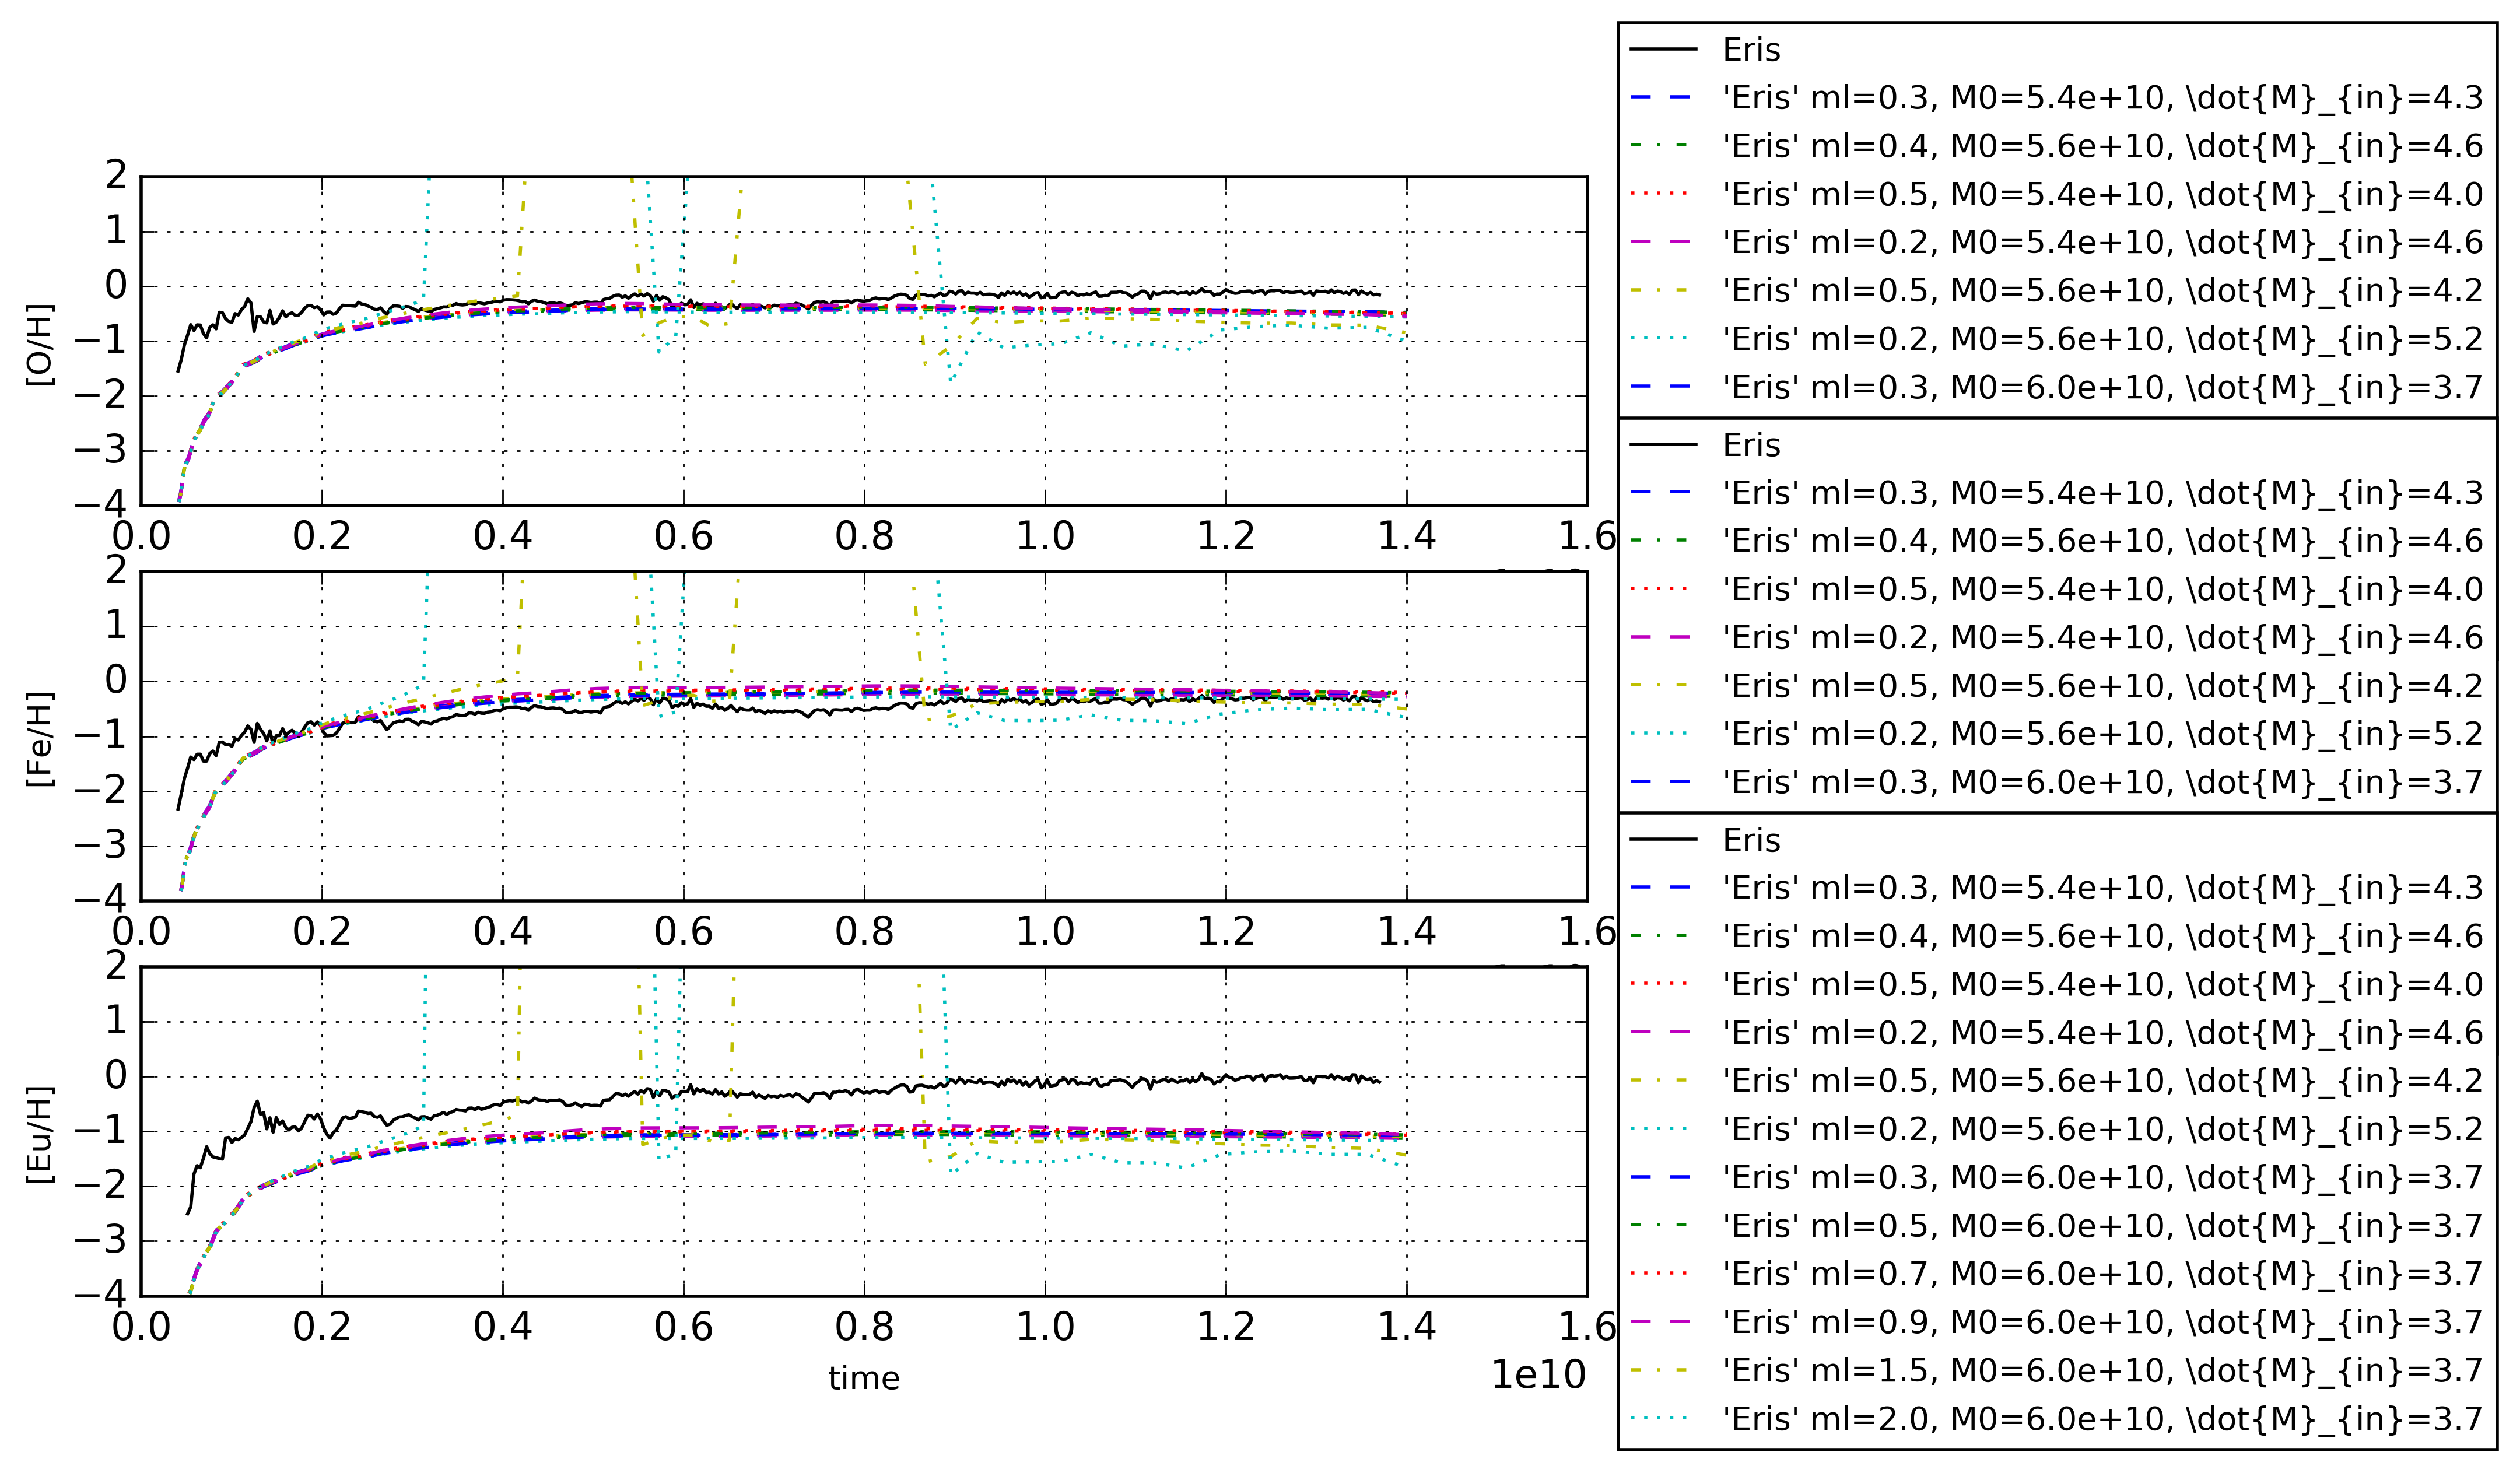 2
1
0
−1
−2
−3
−4
[O/H]
0.0 0.2 0.4 0.6 0.8 1.0 1.2 1.4 1.6
2
1
0
−1
−2
−3
−4
[Fe/H]
0.0 0.2 0.4 0.6 0.8 1.0 1.2 1.4 1.6
2
1
0
−1
−2
−3
−4
[Eu/H]
0.0 0.2 0.4 0.6 0.8 1.0 1.2 1.4 1.6
time
1e10
Eris
'Eris' ml=0.3, M0=5.4e+10, \dot{M}_{in}=4.3
'Eris' ml=0.4, M0=5.6e+10, \dot{M}_{in}=4.6
'Eris' ml=0.5, M0=5.4e+10, \dot{M}_{in}=4.0
'Eris' ml=0.2, M0=5.4e+10, \dot{M}_{in}=4.6
'Eris' ml=0.5, M0=5.6e+10, \dot{M}_{in}=4.2
'Eris' ml=0.2, M0=5.6e+10, \dot{M}_{in}=5.2
'Eris' ml=0.3, M0=6.0e+10, \dot{M}_{in}=3.7
Eris
'Eris' ml=0.3, M0=5.4e+10, \dot{M}_{in}=4.3
'Eris' ml=0.4, M0=5.6e+10, \dot{M}_{in}=4.6
'Eris' ml=0.5, M0=5.4e+10, \dot{M}_{in}=4.0
'Eris' ml=0.2, M0=5.4e+10, \dot{M}_{in}=4.6
'Eris' ml=0.5, M0=5.6e+10, \dot{M}_{in}=4.2
'Eris' ml=0.2, M0=5.6e+10, \dot{M}_{in}=5.2
'Eris' ml=0.3, M0=6.0e+10, \dot{M}_{in}=3.7
Eris
'Eris' ml=0.3, M0=5.4e+10, \dot{M}_{in}=4.3
'Eris' ml=0.4, M0=5.6e+10, \dot{M}_{in}=4.6
'Eris' ml=0.5, M0=5.4e+10, \dot{M}_{in}=4.0
'Eris' ml=0.2, M0=5.4e+10, \dot{M}_{in}=4.6
'Eris' ml=0.5, M0=5.6e+10, \dot{M}_{in}=4.2
'Eris' ml=0.2, M0=5.6e+10, \dot{M}_{in}=5.2
'Eris' ml=0.3, M0=6.0e+10, \dot{M}_{in}=3.7
'Eris' ml=0.5, M0=6.0e+10, \dot{M}_{in}=3.7
'Eris' ml=0.7, M0=6.0e+10, \dot{M}_{in}=3.7
'Eris' ml=0.9, M0=6.0e+10, \dot{M}_{in}=3.7
'Eris' ml=1.5, M0=6.0e+10, \dot{M}_{in}=3.7
'Eris' ml=2.0, M0=6.0e+10, \dot{M}_{in}=3.7